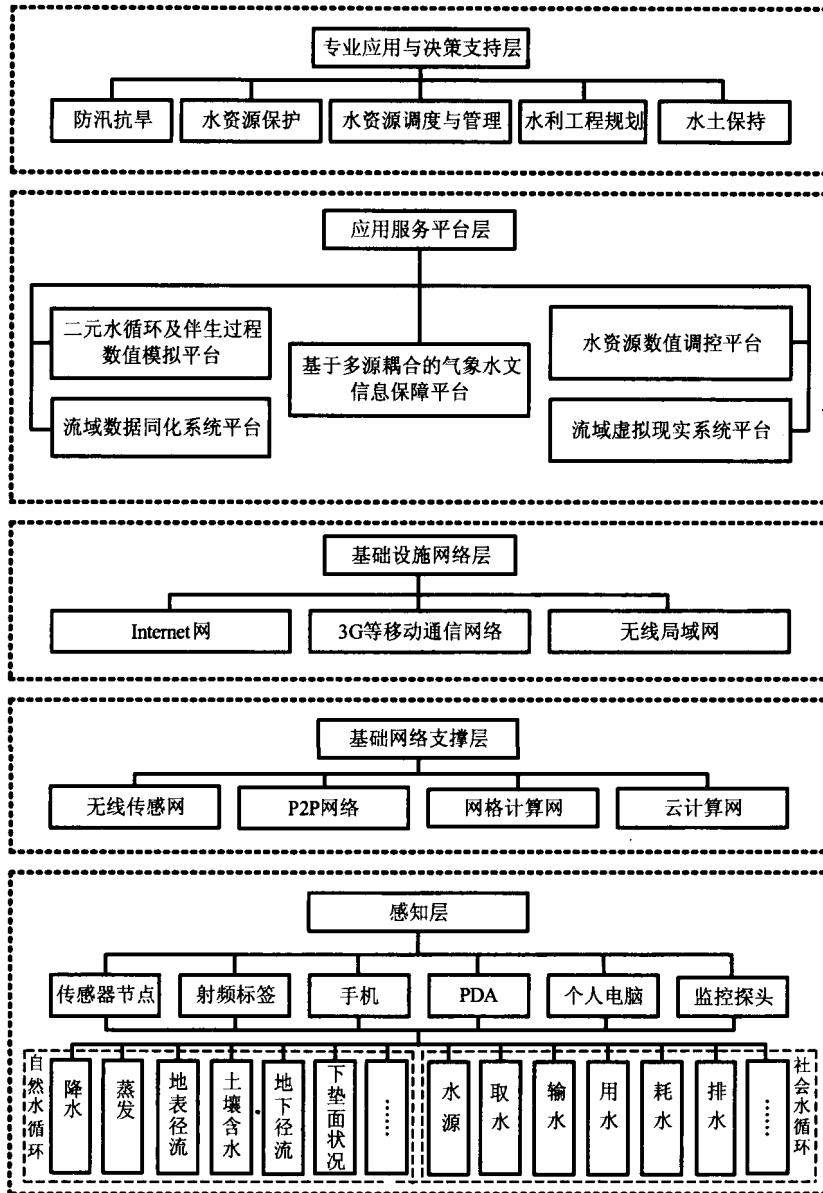 专业应用与决策支持层
防汛抗旱
水资源保护
水资源调度与管理
水利工程规划
水土保持
应用服务平台层
二元水循环及伴生过程
数值模拟平台
基于多源耦合的气象水文
信息保障平台
水资源数值调控平台
流域数据同化系统平台
流域虚拟现实系统平台
基础设施网络层
Internet网
3G等移动通信网络
无线局域网
基础网络支撑层
无线传感网
P2P网络
网格计算网
云计算网
感知层
传感器节点
射频标签
手机
PDA
个人电脑
监控探头
自然水循环
降水
蒸发
地表径流
土壤含水
地下径流
下垫面状况
……
水源
取水
输水
用水
耗水
排水
……
社会水循环